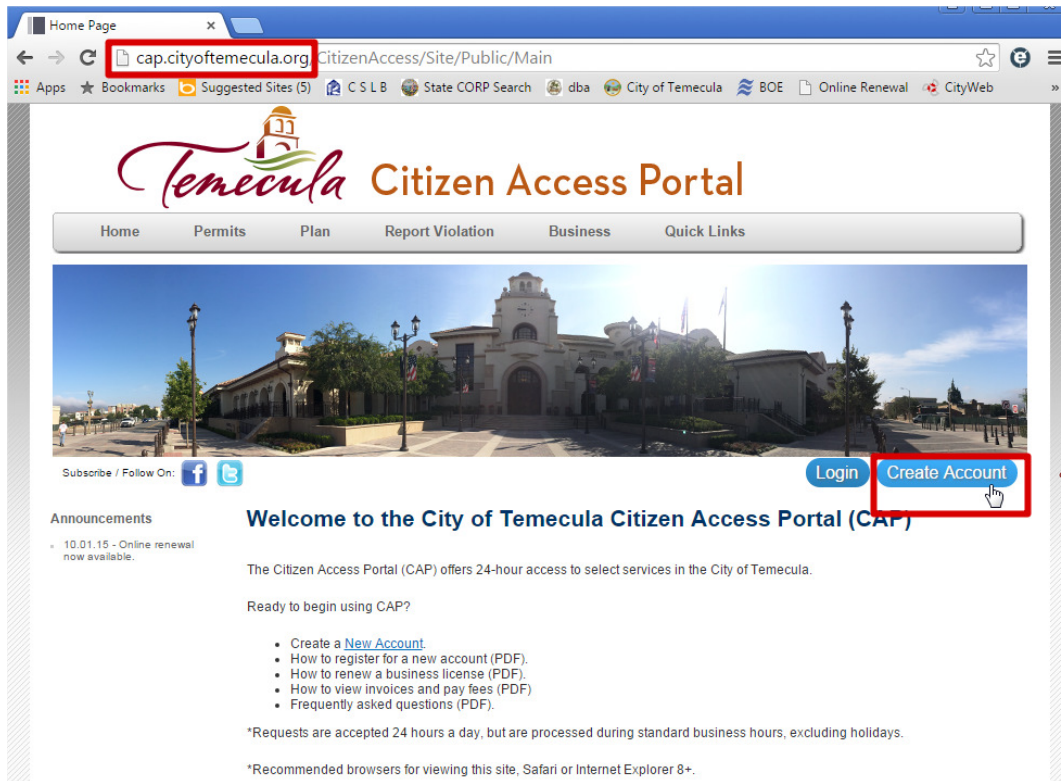 Home Page
cap.cityoftemecula.org/CitizenAccess/Site/Public/Main
Apps Bookmarks Suggested Sites (5) C S L B State CORP Search dba City of Temecula BOE Online Renewal CityWeb »
Temecula Citizen Access Portal
Home Permits Plan Report Violation Business Quick Links
Subscribe / Follow On: Login Create Account
Announcements
10.01.15 - Online renewal
now available.
Welcome to the City of Temecula Citizen Access Portal (CAP)
The Citizen Access Portal (CAP) offers 24-hour access to select services in the City of Temecula.
Ready to begin using CAP?
• Create a New Account.
• How to register for a new account (PDF).
• How to renew a business license (PDF).
• How to view invoices and pay fees (PDF)
• Frequently asked questions (PDF).
*Requests are accepted 24 hours a day, but are processed during standard business hours, excluding holidays.
*Recommended browsers for viewing this site, Safari or Internet Explorer 8+.